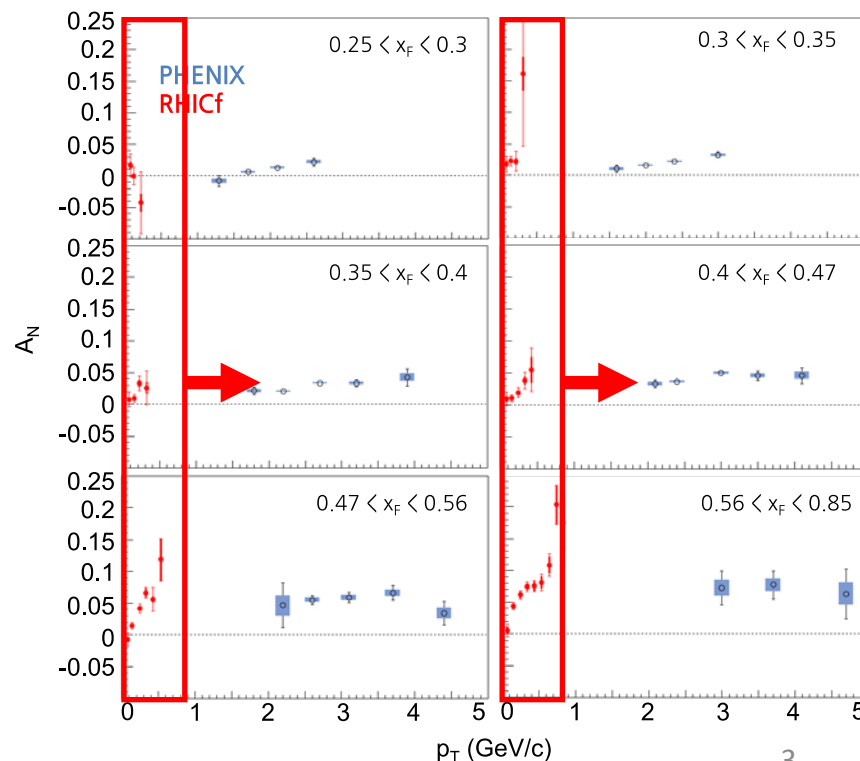 0.25
0.2
0.15
0.1
0.05
0
-0.05
0.25 < x_F < 0.3
PHENIX
RHICf
0.3 < x_F < 0.35
0.25
0.2
0.15
0.1
0.05
0
-0.05
0.35 < x_F < 0.4
0.4 < x_F < 0.47
A_N
0.25
0.2
0.15
0.1
0.05
0
-0.05
0.47 < x_F < 0.56
0.56 < x_F < 0.85
0 1 2 3 4 5
0 1 2 3 4 5
p_T (GeV/c)
3